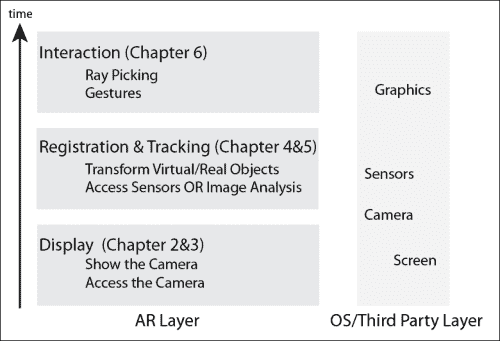 time
Interaction (Chapter 6)
Ray Picking
Gestures
Graphics
Registration & Tracking (Chapter 4&5)
Transform Virtual/Real Objects
Access Sensors OR Image Analysis
Sensors
Camera
Display (Chapter 2&3)
Show the Camera
Access the Camera
Screen
AR Layer
OS/Third Party Layer